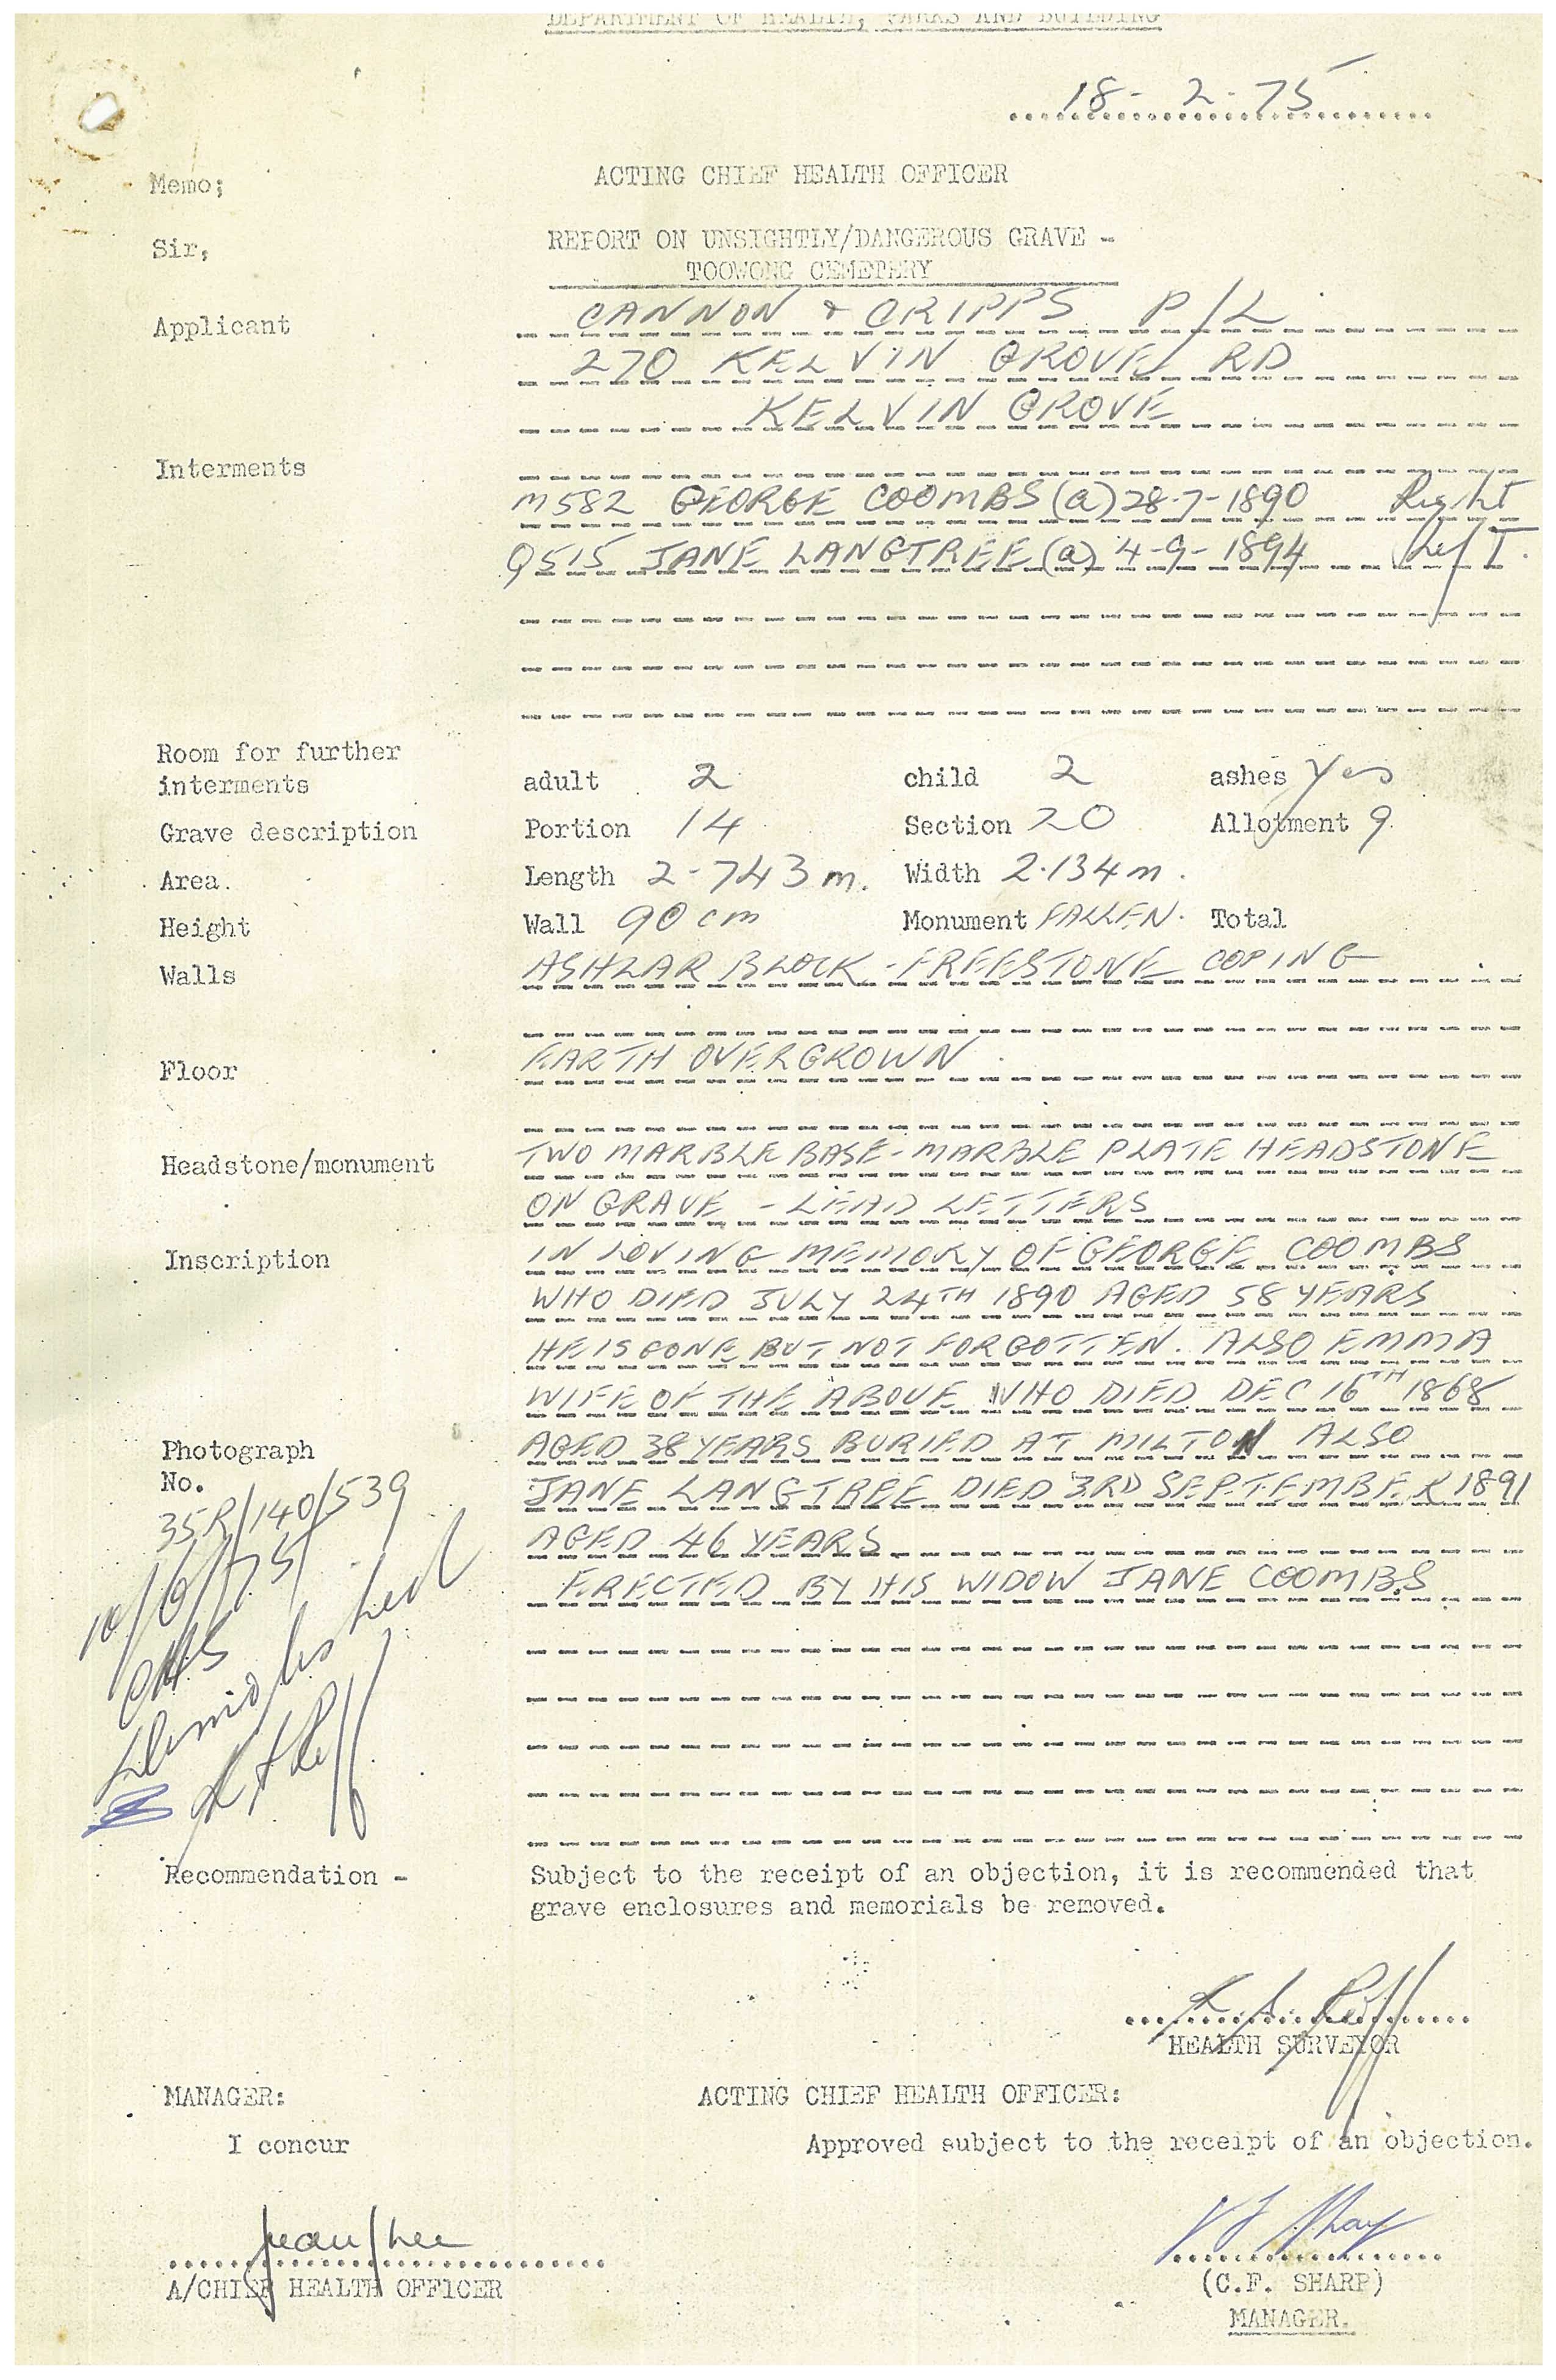 DEPARTMENT OF HEALTH, PARKS AND BUILDING
18-2-75
Memo; ACTING CHIEF HEALTH OFFICER
Sir, REPORT ON UNSIGHTLY/DANGEROUS GRAVE -
TOOWONG CEMETERY
Applicant CANNON & CRIPPS P/L
270 KELVIN GROVE RD
KELVIN GROVE
Interments
M582 GEORGE COOMBS (a) 28-7-1890 Right
Q515 JANE LANGTREE (a) 4-9-1894 Left.
Room for further
interments adult 2 child 2 ashes Yes
Grave description Portion 14 Section 20 Allotment 9.
Area. Length 2-743 m. Width 2.134 m.
Height Wall 90 cm Monument FALLEN. Total
Walls ASHLAR BLOCK - FREESTONE COPING
Floor EARTH OVERGROWN.
Headstone/monument TWO MARBLE BASE - MARBLE PLATE HEADSTONE
ON GRAVE - LEAD LETTERS
Inscription IN LOVING MEMORY OF GEORGE COOMBS
WHO DIED JULY 24TH 1890 AGED 58 YEARS
HE IS GONE BUT NOT FORGOTTEN. ALSO EMMA
WIFE OF THE ABOVE WHO DIED DEC 16TH 1868
Photograph AGED 38 YEARS BURIED AT MILTON ALSO
No. JANE LANGTREE DIED 3RD SEPTEMBER 1891
35R/140/539
AGED 46 YEARS
ERECTED BY HIS WIDOW JANE COOMBS
10/6/75
Demolished
Recommendation - Subject to the receipt of an objection, it is recommended that
grave enclosures and memorials be removed.
HEALTH SURVEYOR
MANAGER: ACTING CHIEF HEALTH OFFICER:
I concur Approved subject to the receipt of an objection.
A/CHIEF HEALTH OFFICER (C.F. SHARP)
MANAGER.